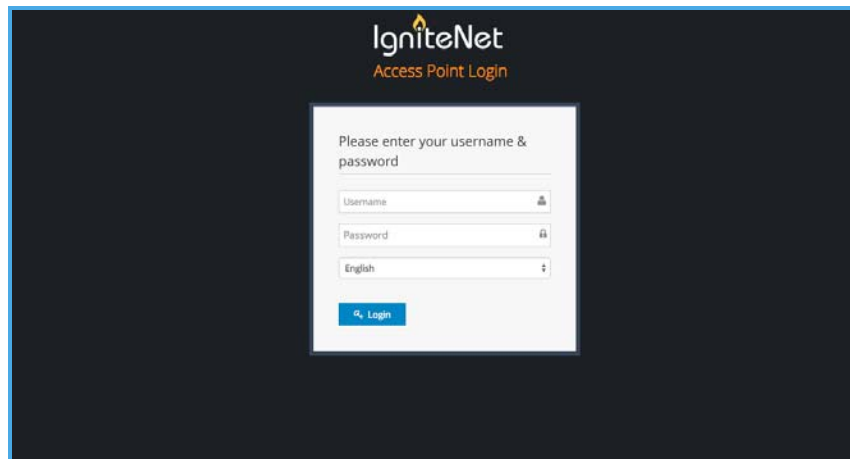 IgniteNet
Access Point Login
Please enter your username &
password
Username
Password
English
Login